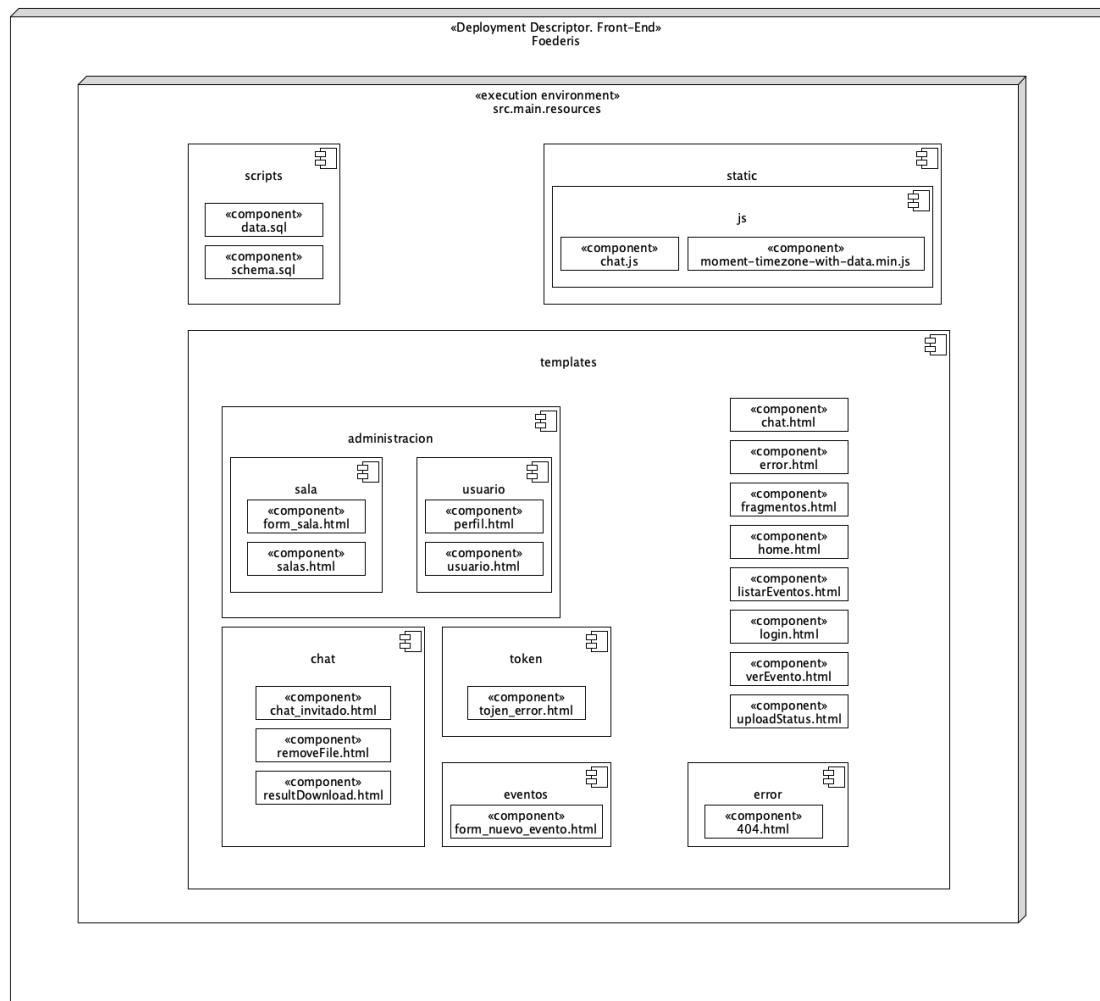 «Deployment Descriptor. Front-End»
Foederis
«execution environment»
src.main.resources
scripts
«component»
data.sql
«component»
schema.sql
static
js
«component»
chat.js
«component»
moment-timezone-with-data.min.js
templates
administracion
sala
«component»
form_sala.html
«component»
salas.html
usuario
«component»
perfil.html
«component»
usuario.html
«component»
chat.html
«component»
error.html
«component»
fragmentos.html
«component»
home.html
«component»
listarEventos.html
«component»
login.html
«component»
verEvento.html
«component»
uploadStatus.html
chat
«component»
chat_invitado.html
«component»
removeFile.html
«component»
resultDownload.html
token
«component»
tojen_error.html
eventos
«component»
form_nuevo_evento.html
error
«component»
404.html